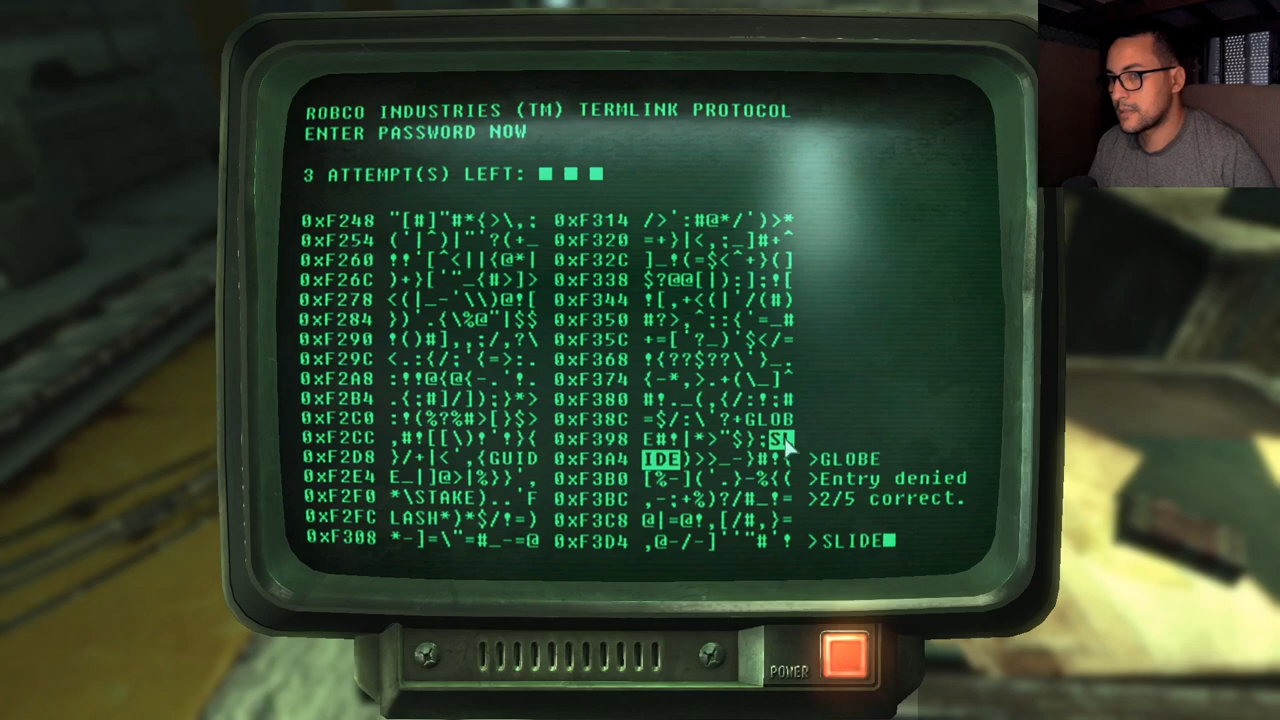 ROBCO INDUSTRIES (TM) TERMLINK PROTOCOL
ENTER PASSWORD NOW
3 ATTEMPT(S) LEFT:
0xF248 "[#]"#*{>\,: 0xF314 />':#@*/')>*
0xF254 ('|^)|"'?(+_ 0xF320 =+}|<,;_]#+^
0xF260 !!'[^<||{@*| 0xF32C ]_!(=$<^+}(]
0xF26C )+}['"_{#>]> 0xF338 $?@@[|);];![
0xF278 <(|_-'\\)@![ 0xF344 ![,+<(|'/(#)
0xF284 })'.{\%@"|$$ 0xF350 #?>,^;:{'=_#
0xF290 !()#],,;/,?\ 0xF35C +=['?_)'$</=
0xF29C <.:{/;'{=>:. 0xF368 !{??$??\'}_.
0xF2A8 :!!@{@{-.'!. 0xF374 {-*,>.+(\_]^
0xF2B4 .{;#]/]);}*> 0xF380 #!._(,{/:!;#
0xF2C0 :!(%?%#>[}$> 0xF38C =$/:\'?+GLOB
0xF2CC ,#![[\)!'!}{ 0xF398 E#!|*>"$};SL
0xF2D8 }/+|<',{GUID 0xF3A4 IDE)>>_-}#!{ >GLOBE
0xF2E4 E_|]@>|%}}', 0xF3B0 [%-]('.}-%{( >Entry denied
0xF2F0 *\STAKE)..'F 0xF3BC ,-;+%)?/#_!= >2/5 correct.
0xF2FC LASH*)*$/!=) 0xF3C8 @|=@!,[/#,}=
0xF308 *-]=\"=#_-=@ 0xF3D4 ,@-/-]''"#'! >SLIDE
POWER